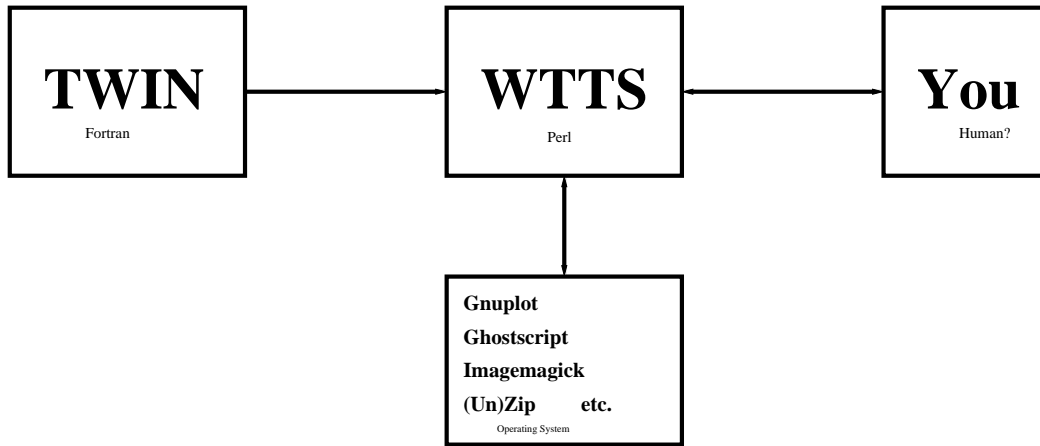 TWIN
Fortran
WTTS
Perl
You
Human?
Gnuplot
Ghostscript
Imagemagick
(Un)Zip etc.
Operating System